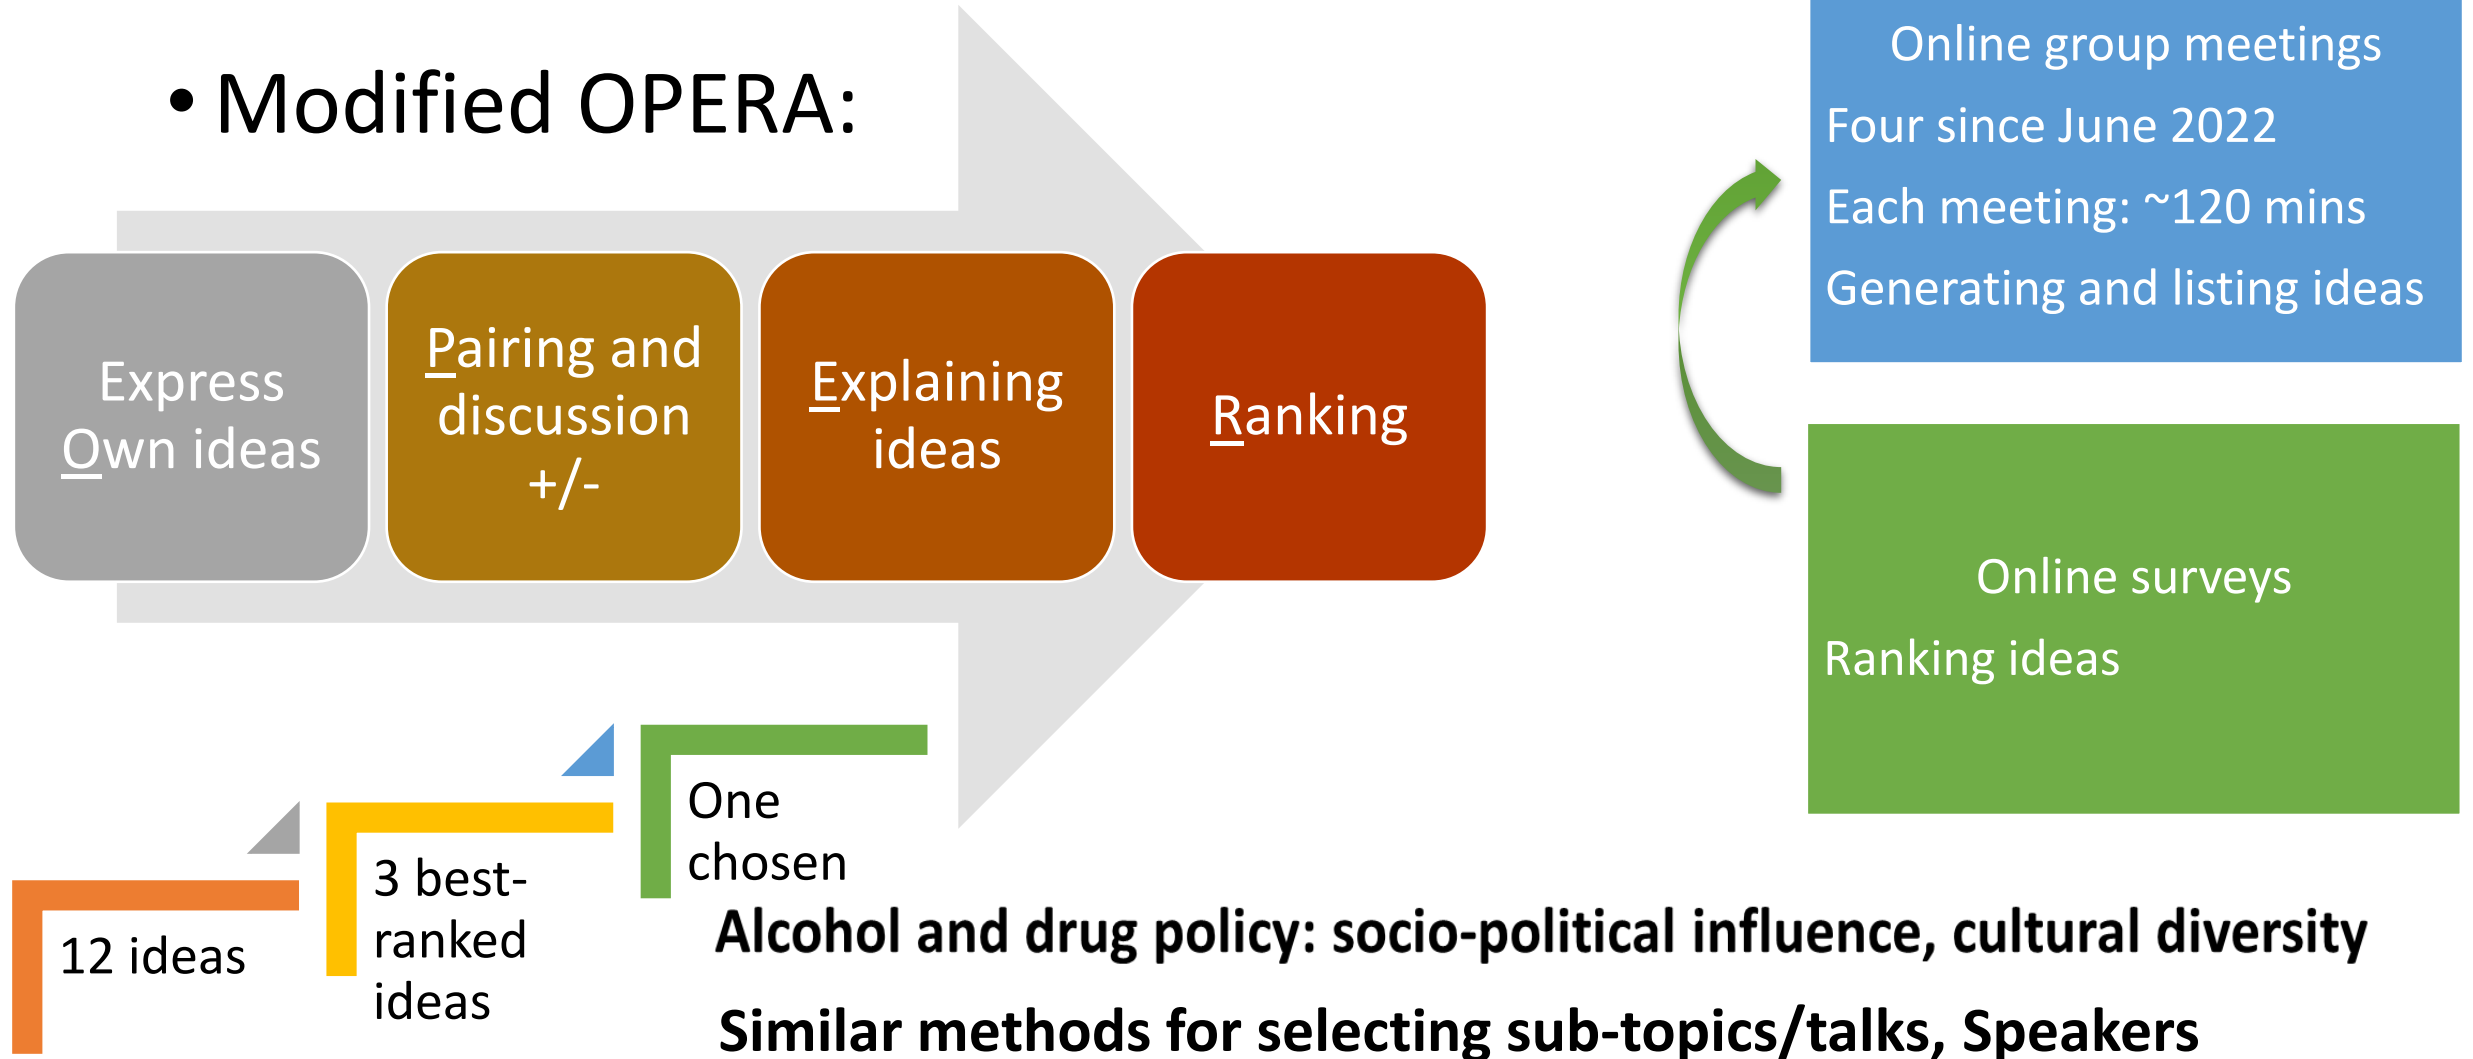 • Modified OPERA:
Express
Own ideas
Pairing and
discussion
+/-
Explaining
ideas
Ranking
Online group meetings
Four since June 2022
Each meeting: ~120 mins
Generating and listing ideas
Online surveys
Ranking ideas
12 ideas
3 best-
ranked
ideas
One
chosen
Alcohol and drug policy: socio-political influence, cultural diversity
Similar methods for selecting sub-topics/talks, Speakers